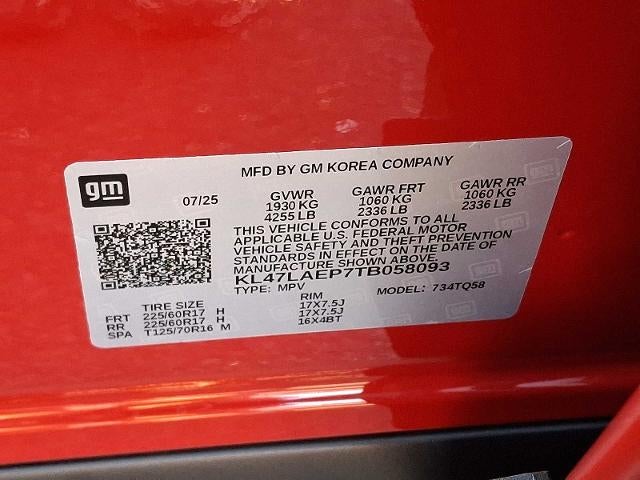 gm
MFD BY GM KOREA COMPANY
07/25
GVWR GAWR FRT GAWR RR
1930 KG 1060 KG 1060 KG
4255 LB 2336 LB 2336 LB
THIS VEHICLE CONFORMS TO ALL
APPLICABLE U.S. FEDERAL MOTOR
VEHICLE SAFETY AND THEFT PREVENTION
STANDARDS IN EFFECT ON THE DATE OF
MANUFACTURE SHOWN ABOVE.
KL47LAEP7TB058093
TYPE: MPV MODEL: 734TQ58
TIRE SIZE RIM
FRT 225/60R17 H 17X7.5J
RR 225/60R17 H 17X7.5J
SPA T125/70R16 M 16X4BT